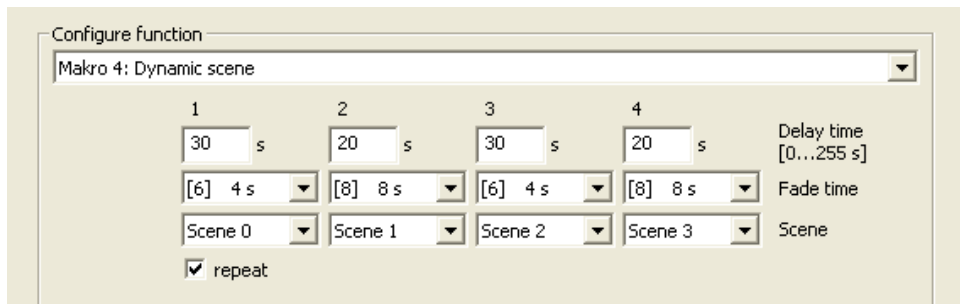 Configure function
Makro 4: Dynamic scene
1 2 3 4
30 s 20 s 30 s 20 s Delay time
[0...255 s]
[6] 4 s [8] 8 s [6] 4 s [8] 8 s Fade time
Scene 0 Scene 1 Scene 2 Scene 3 Scene
repeat